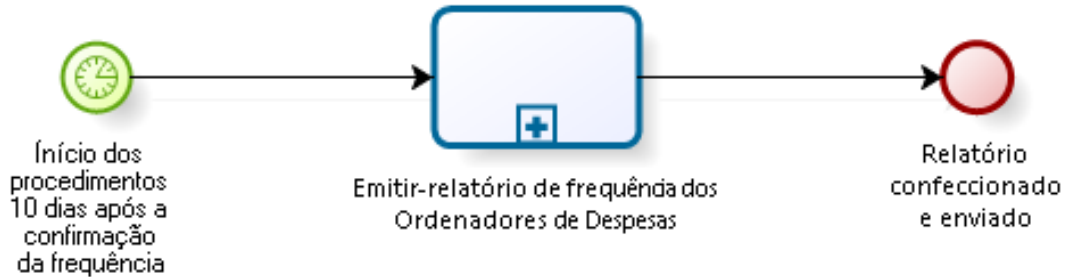 Início dos
procedimentos
10 dias após a
confirmação
da frequência
Emitir-relatório de frequência dos
Ordenadores de Despesas
Relatório
confeccionado
e enviado